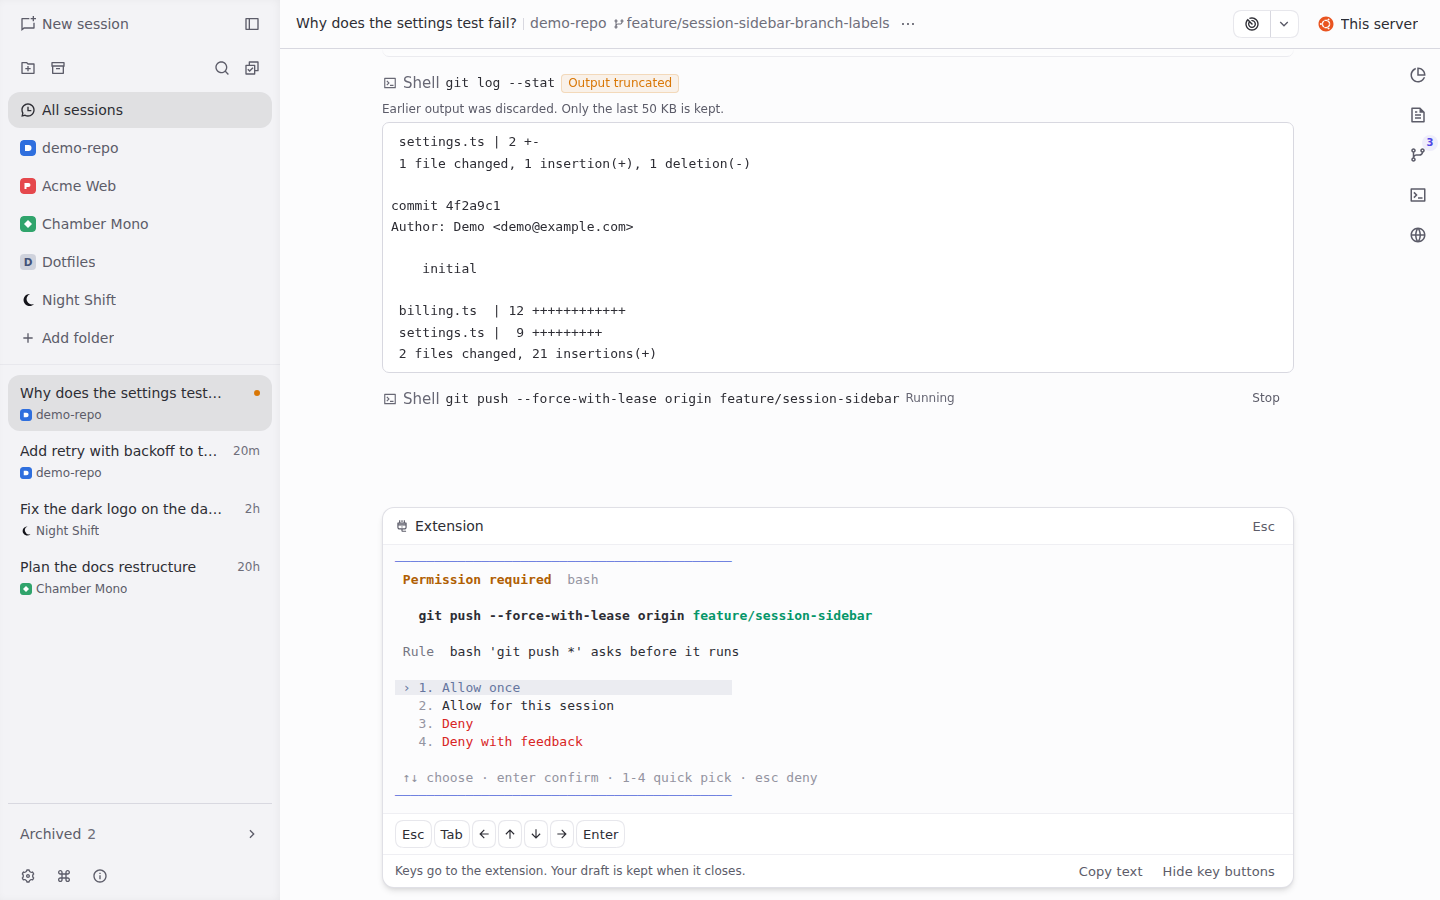 New session
All sessions
demo-repo
Acme Web
Chamber Mono
D Dotfiles
Night Shift
Add folder
Why does the settings test…
demo-repo
Add retry with backoff to t… 20m
demo-repo
Fix the dark logo on the da… 2h
Night Shift
Plan the docs restructure 20h
Chamber Mono
Archived 2
Why does the settings test fail? demo-repo feature/session-sidebar-branch-labels ···
This server
3
Shell git log --stat Output truncated
Earlier output was discarded. Only the last 50 KB is kept.
settings.ts | 2 +-
1 file changed, 1 insertion(+), 1 deletion(-)
commit 4f2a9c1
Author: Demo <demo@example.com>
initial
billing.ts | 12 ++++++++++++
settings.ts | 9 +++++++++
2 files changed, 21 insertions(+)
Shell git push --force-with-lease origin feature/session-sidebar Running Stop
Extension Esc
Permission required bash
git push --force-with-lease origin feature/session-sidebar
Rule bash 'git push *' asks before it runs
› 1. Allow once
2. Allow for this session
3. Deny
4. Deny with feedback
↑↓ choose · enter confirm · 1-4 quick pick · esc deny
Esc Tab ← ↑ ↓ → Enter
Keys go to the extension. Your draft is kept when it closes. Copy text Hide key buttons